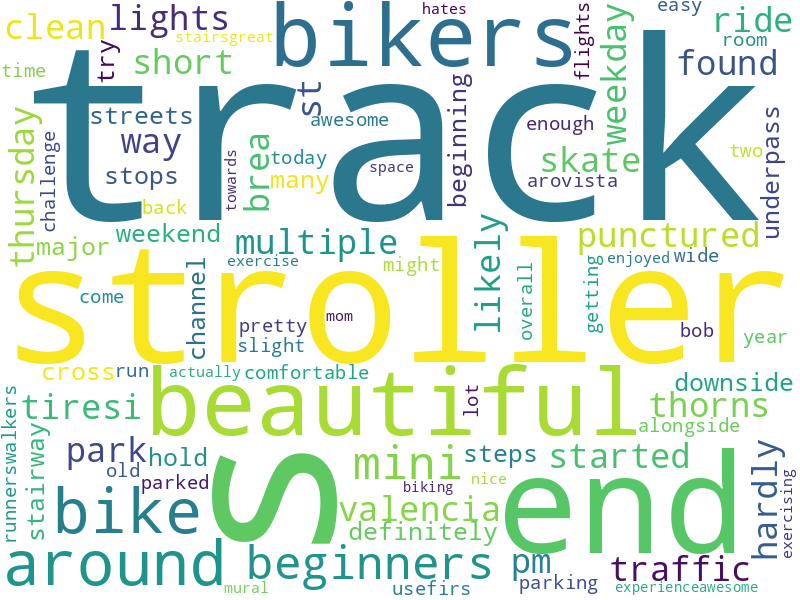 hates
easy
lights
bikers
ride
clean
stairsgreat
flights
room
try
short
weekday
found
time
track
st
streets
beginning
thursday
challenge
way
awesome
enough
underpass
brea
today
space
skate
two
stops
many
towards
arovista
back
weekend
multiple
likely
punctured
major
channel
exercise
might
overall
getting
enjoyed
wide
stroller
come
pretty
mom
bob
year
slight
cross
run
actually
comfortable
lot
downside
tiresi
beautiful
thorns
runnerswalkers
stairway
park
old
hold
s
mini
steps
started
alongside
hardly
exercising
parked
biking
nice
end
bike
valencia
definitely
around
beginners
pm
traffic
mural
usefirs
parking
experienceawesome